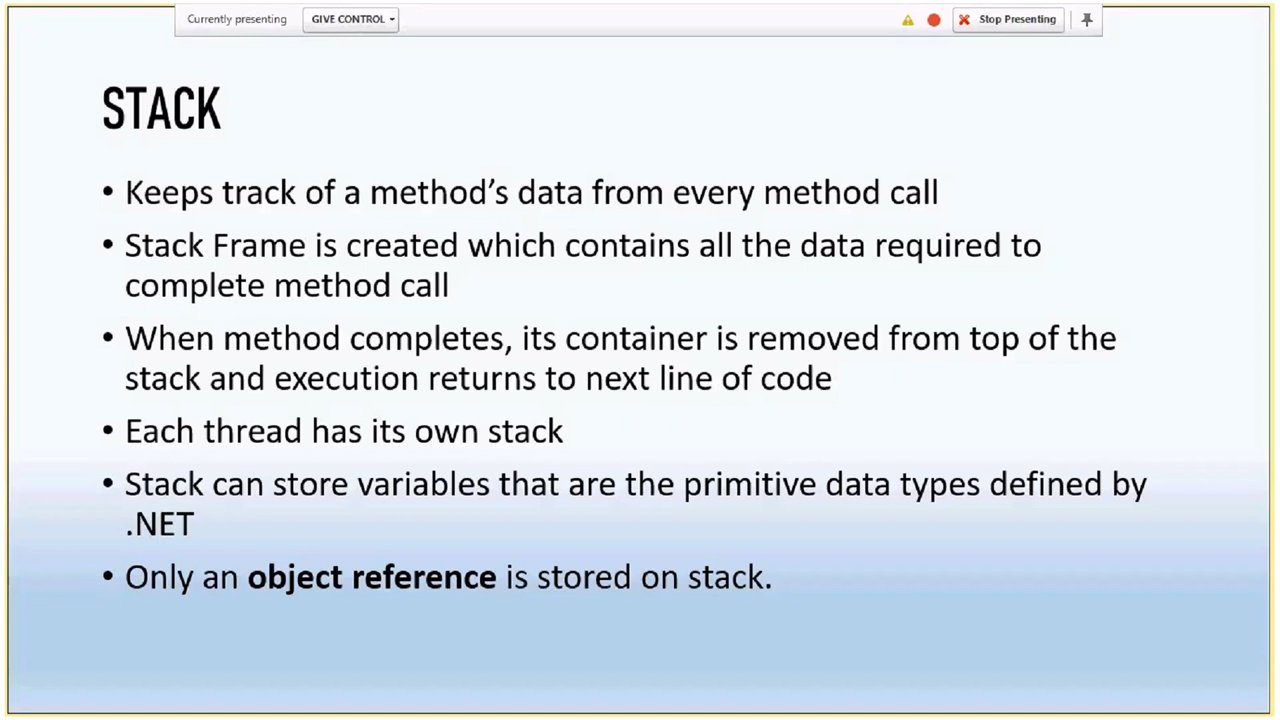 Currently presenting GIVE CONTROL Stop Presenting
STACK
• Keeps track of a method’s data from every method call
• Stack Frame is created which contains all the data required to
complete method call
• When method completes, its container is removed from top of the
stack and execution returns to next line of code
• Each thread has its own stack
• Stack can store variables that are the primitive data types defined by
.NET
• Only an object reference is stored on stack.